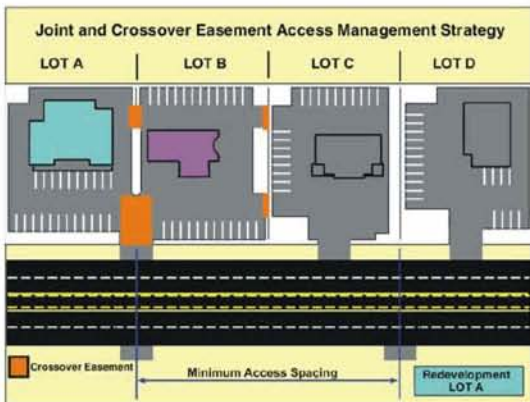 Joint and Crossover Easement Access Management Strategy
LOT A LOT B LOT C LOT D
Crossover Easement
Minimum Access Spacing
Redevelopment
LOT A